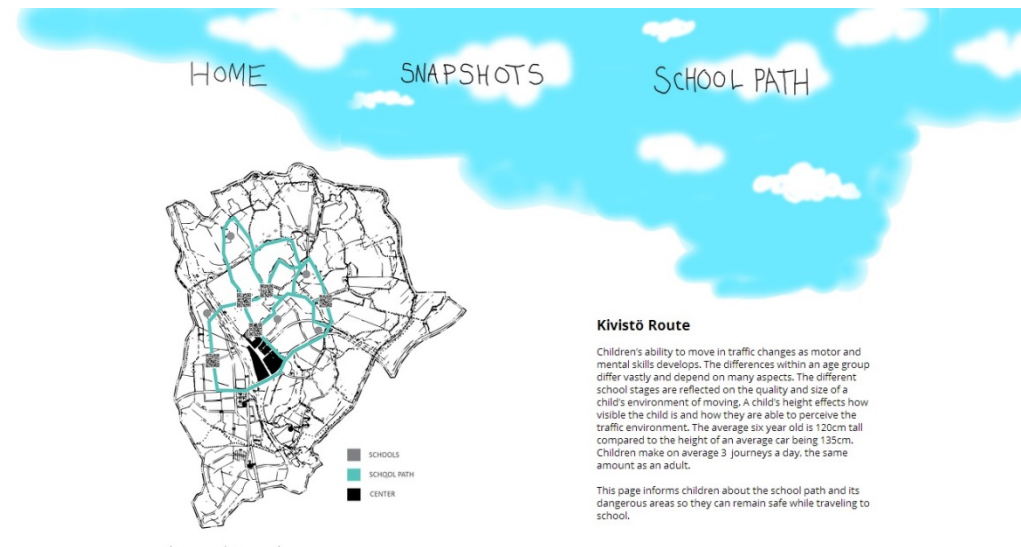 HOME
SNAPSHOTS
SCHOOL PATH
SCHOOLS
SCHOOL PATH
CENTER
Kivistö Route
Children's ability to move in traffic changes as motor and
mental skills develops. The differences within an age group
differ vastly and depend on many aspects. The different
school stages are reflected on the quality and size of a
child's environment of moving. A child's height effects how
visible the child is and how they are able to perceive the
traffic environment. The average six year old is 120cm tall
compared to the height of an average car being 135cm.
Children make on average 3 journeys a day, the same
amount as an adult.
This page informs children about the school path and its
dangerous areas so they can remain safe while traveling to
school.